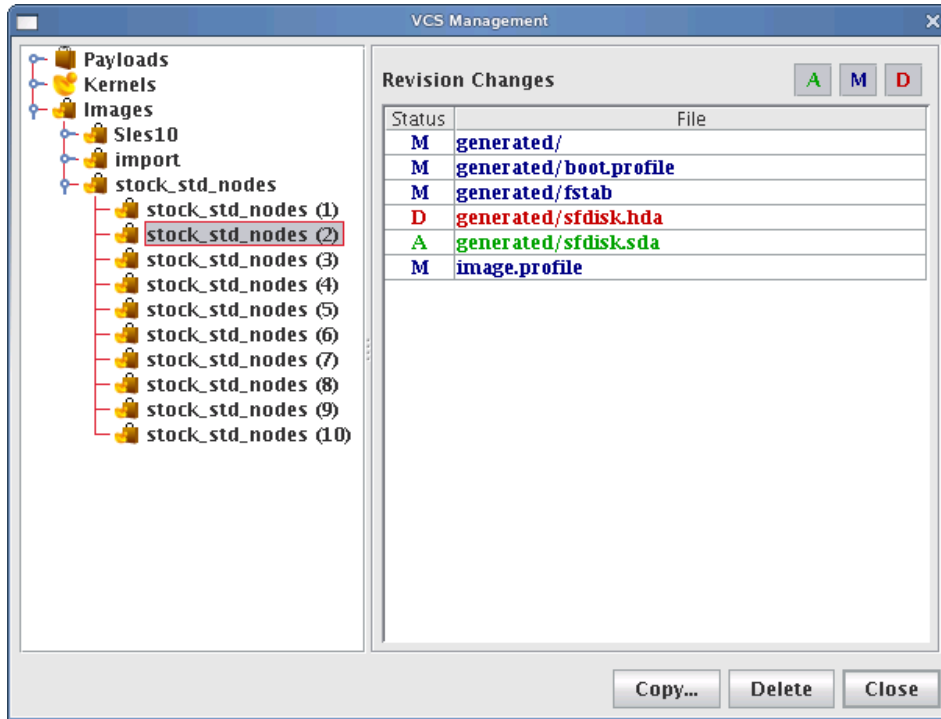 VCS Management
Payloads
Kernels
Images
Sles10
import
stock_std_nodes
stock_std_nodes (1)
stock_std_nodes (2)
stock_std_nodes (3)
stock_std_nodes (4)
stock_std_nodes (5)
stock_std_nodes (6)
stock_std_nodes (7)
stock_std_nodes (8)
stock_std_nodes (9)
stock_std_nodes (10)
Revision Changes A M D
Status File
M generated/
M generated/boot.profile
M generated/fstab
D generated/sfdisk.hda
A generated/sfdisk.sda
M image.profile
Copy... Delete Close